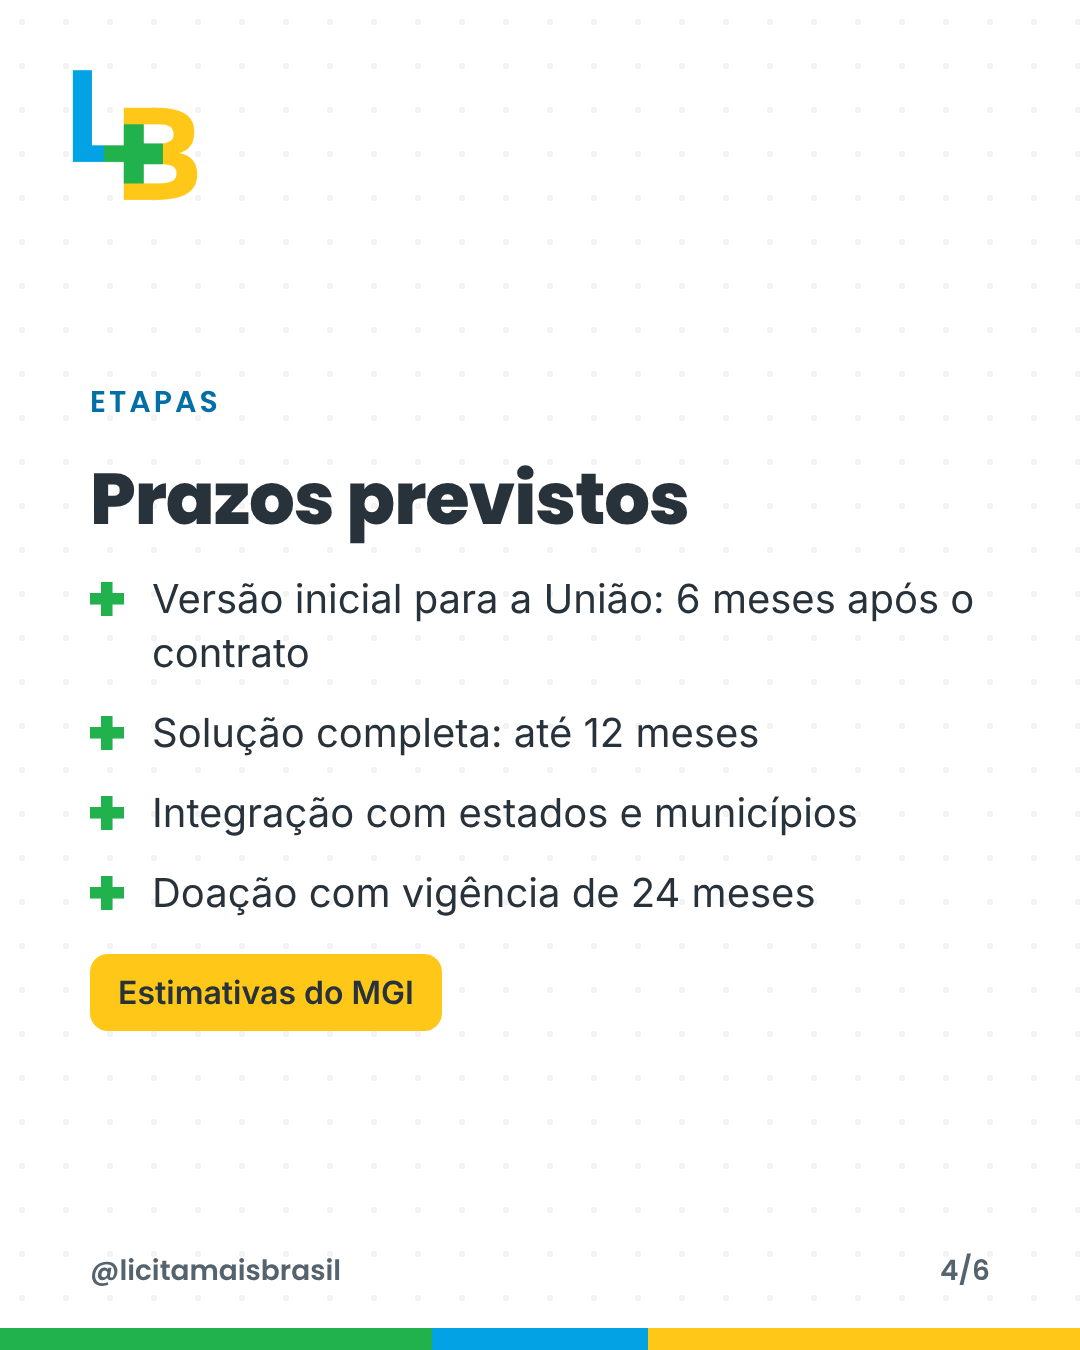 L+B
ETAPAS
Prazos previstos
Versão inicial para a União: 6 meses após o
contrato
Solução completa: até 12 meses
Integração com estados e municípios
Doação com vigência de 24 meses
Estimativas do MGI
@licitamaisbrasil
4/6